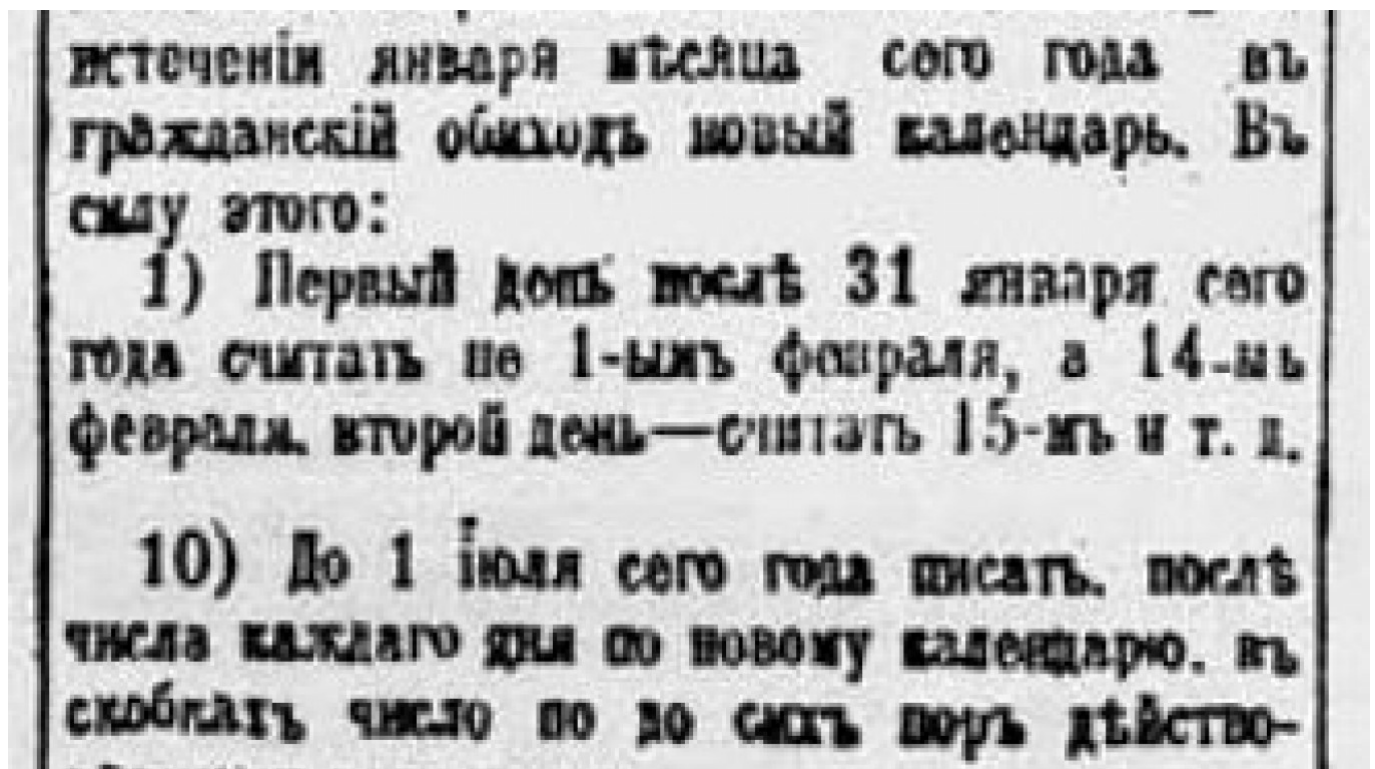 истеченіи января мѣсяца сего года въ
гражданскій обиходъ новый календарь. Въ
силу этого:
1) Первый день послѣ 31 января сего
года считать не 1-ымъ февраля, а 14-мъ
февраля. второй день—считать 15-мъ и т. д.
10) До 1 іюля сего года писать. послѣ
числа каждаго дня по новому календарю. въ
скобкахъ число по до сихъ поръ дѣйство-